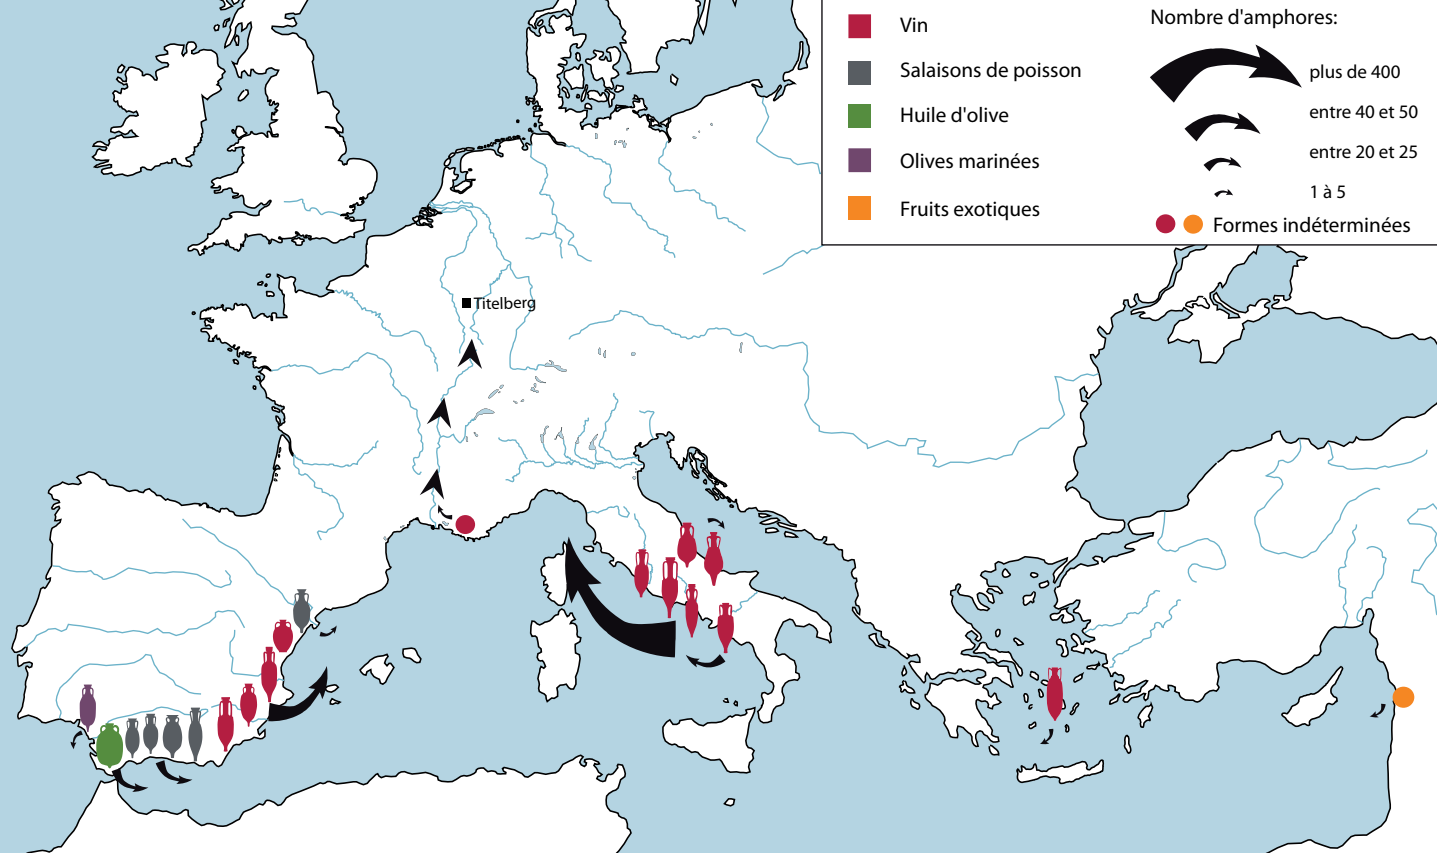 Vin
Salaisons de poisson
Huile d'olive
Olives marinées
Fruits exotiques
Nombre d'amphores:
plus de 400
entre 40 et 50
entre 20 et 25
1 à 5
Formes indéterminées
Titelberg